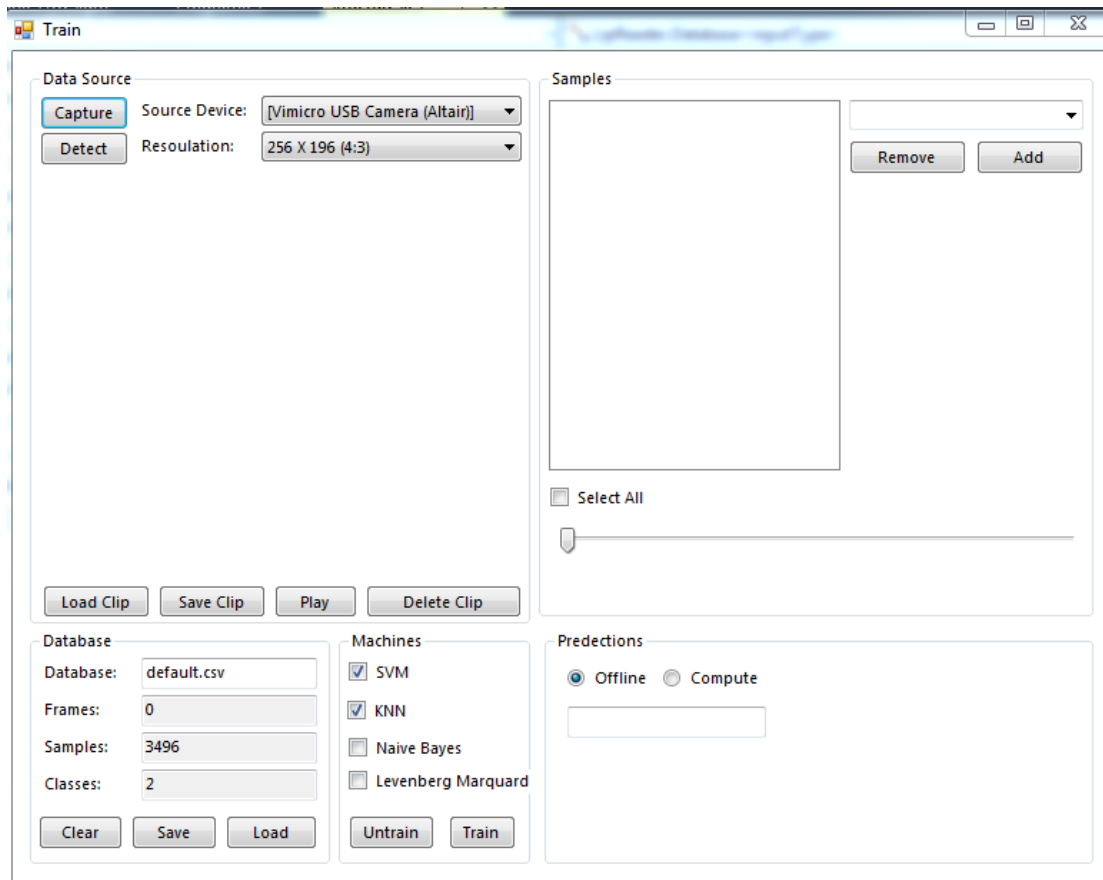 Train
Data Source
Capture
Source Device:
[Vimicro USB Camera (Altair)]
Detect
Resoulation:
256 X 196 (4:3)
Load Clip
Save Clip
Play
Delete Clip
Samples
Remove
Add
Select All
Database
Database:
default.csv
Frames:
0
Samples:
3496
Classes:
2
Clear
Save
Load
Machines
SVM
KNN
Naive Bayes
Levenberg Marquard
Untrain
Train
Predections
Offline
Compute